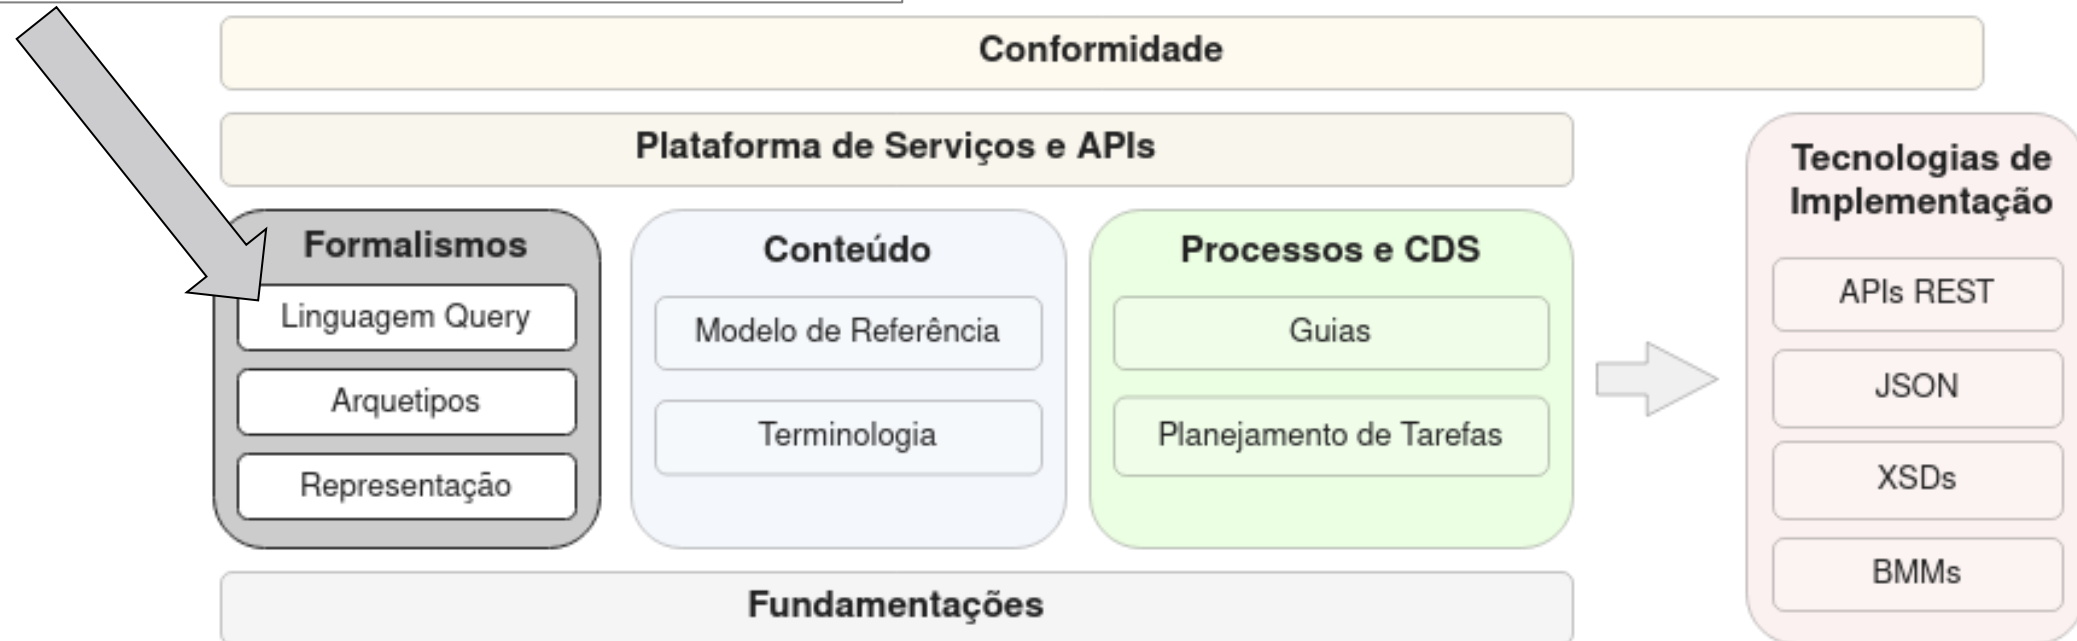 Conformidade
Plataforma de Serviços e APIs
Formalismos
Linguagem Query
Arquetipos
Representação
Conteúdo
Modelo de Referência
Terminologia
Processos e CDS
Guias
Planejamento de Tarefas
Tecnologias de
Implementação
APIs REST
JSON
XSDs
BMMs
Fundamentações